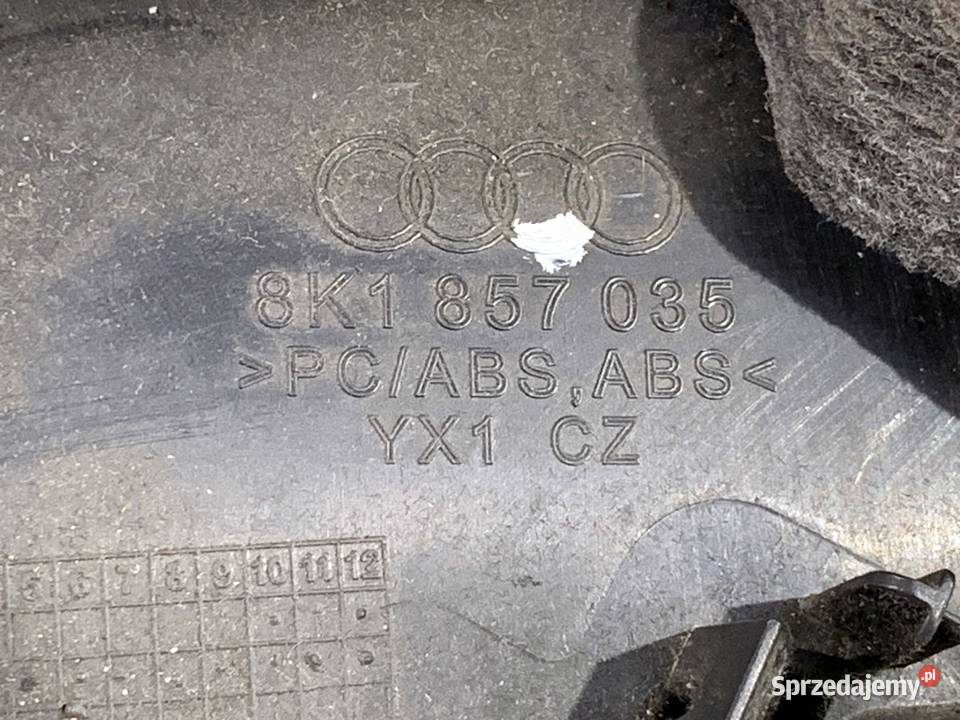 8K1 857 035
>PC/ABS,ABS<
YX1 CZ
5 6 7 8 9 10 11 12
Sprzedajemy.pl